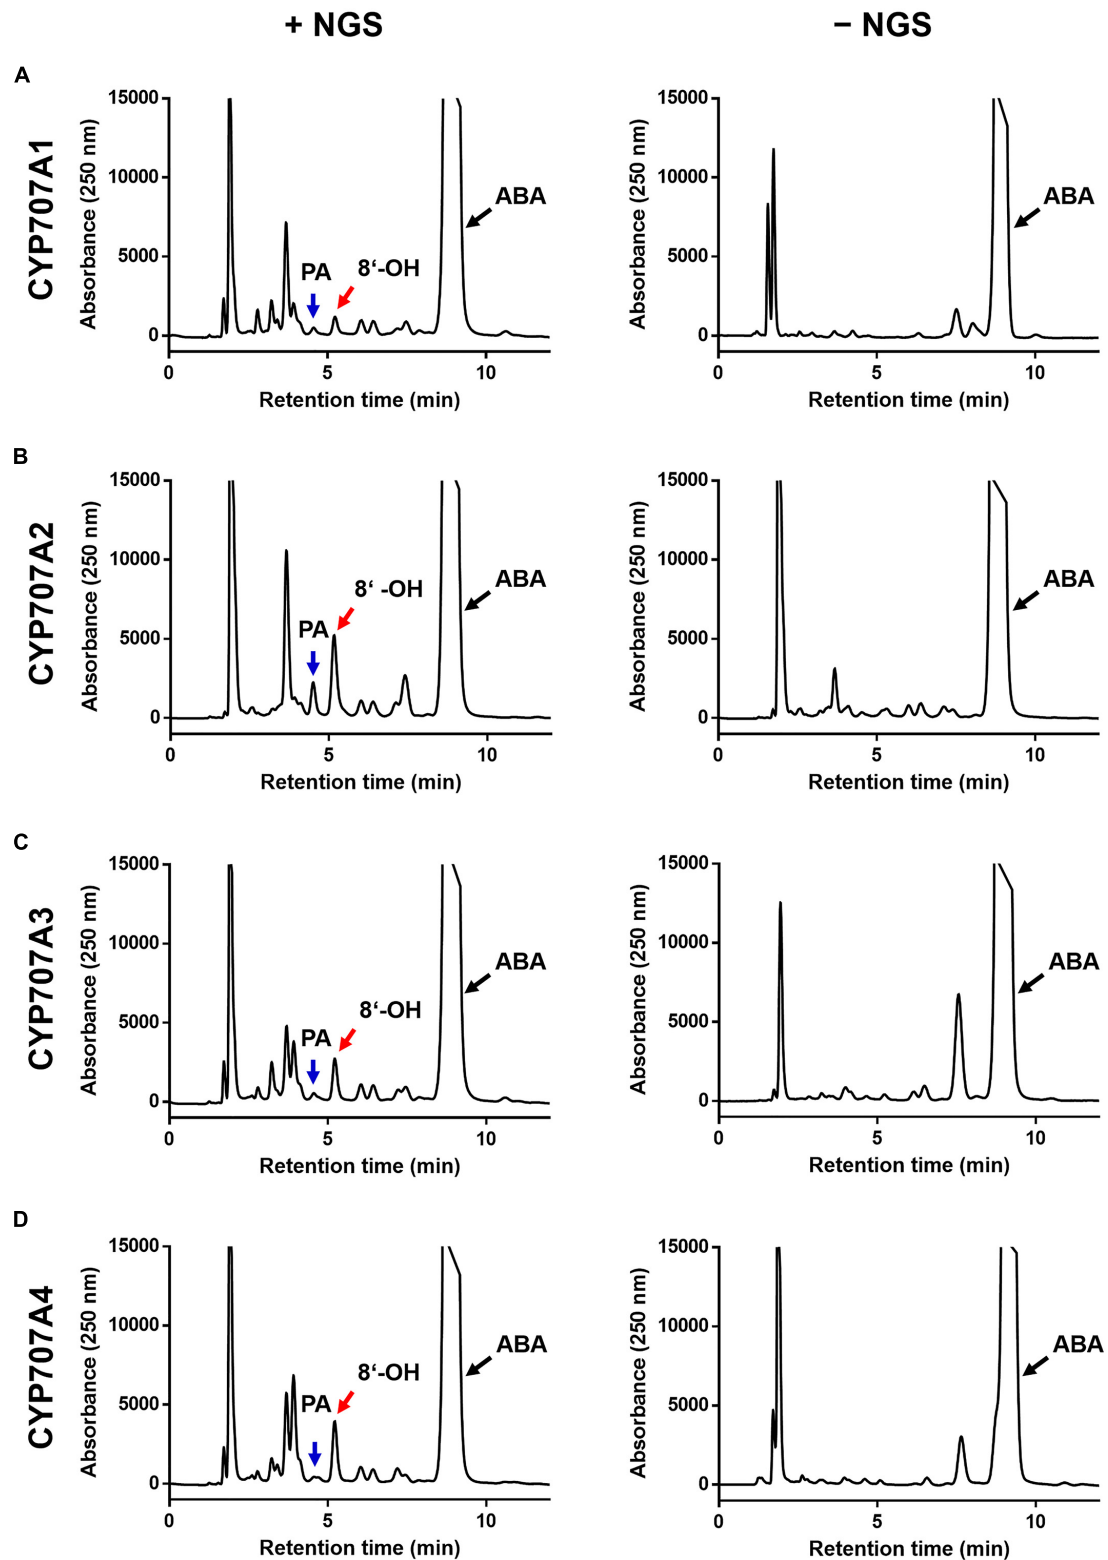 + NGS
− NGS
A
CYP707A1
Absorbance (250 nm)
15000
10000
5000
0
PA
8‘-OH
ABA
0 5 10
Retention time (min)
Absorbance (250 nm)
15000
10000
5000
0
ABA
0 5 10
Retention time (min)
B
CYP707A2
Absorbance (250 nm)
15000
10000
5000
0
PA
8‘ -OH
ABA
0 5 10
Retention time (min)
Absorbance (250 nm)
15000
10000
5000
0
ABA
0 5 10
Retention time (min)
C
CYP707A3
Absorbance (250 nm)
15000
10000
5000
0
PA
8‘-OH
ABA
0 5 10
Retention time (min)
Absorbance (250 nm)
15000
10000
5000
0
ABA
0 5 10
Retention time (min)
D
CYP707A4
Absorbance (250 nm)
15000
10000
5000
0
PA
8‘-OH
ABA
0 5 10
Retention time (min)
Absorbance (250 nm)
15000
10000
5000
0
ABA
0 5 10
Retention time (min)